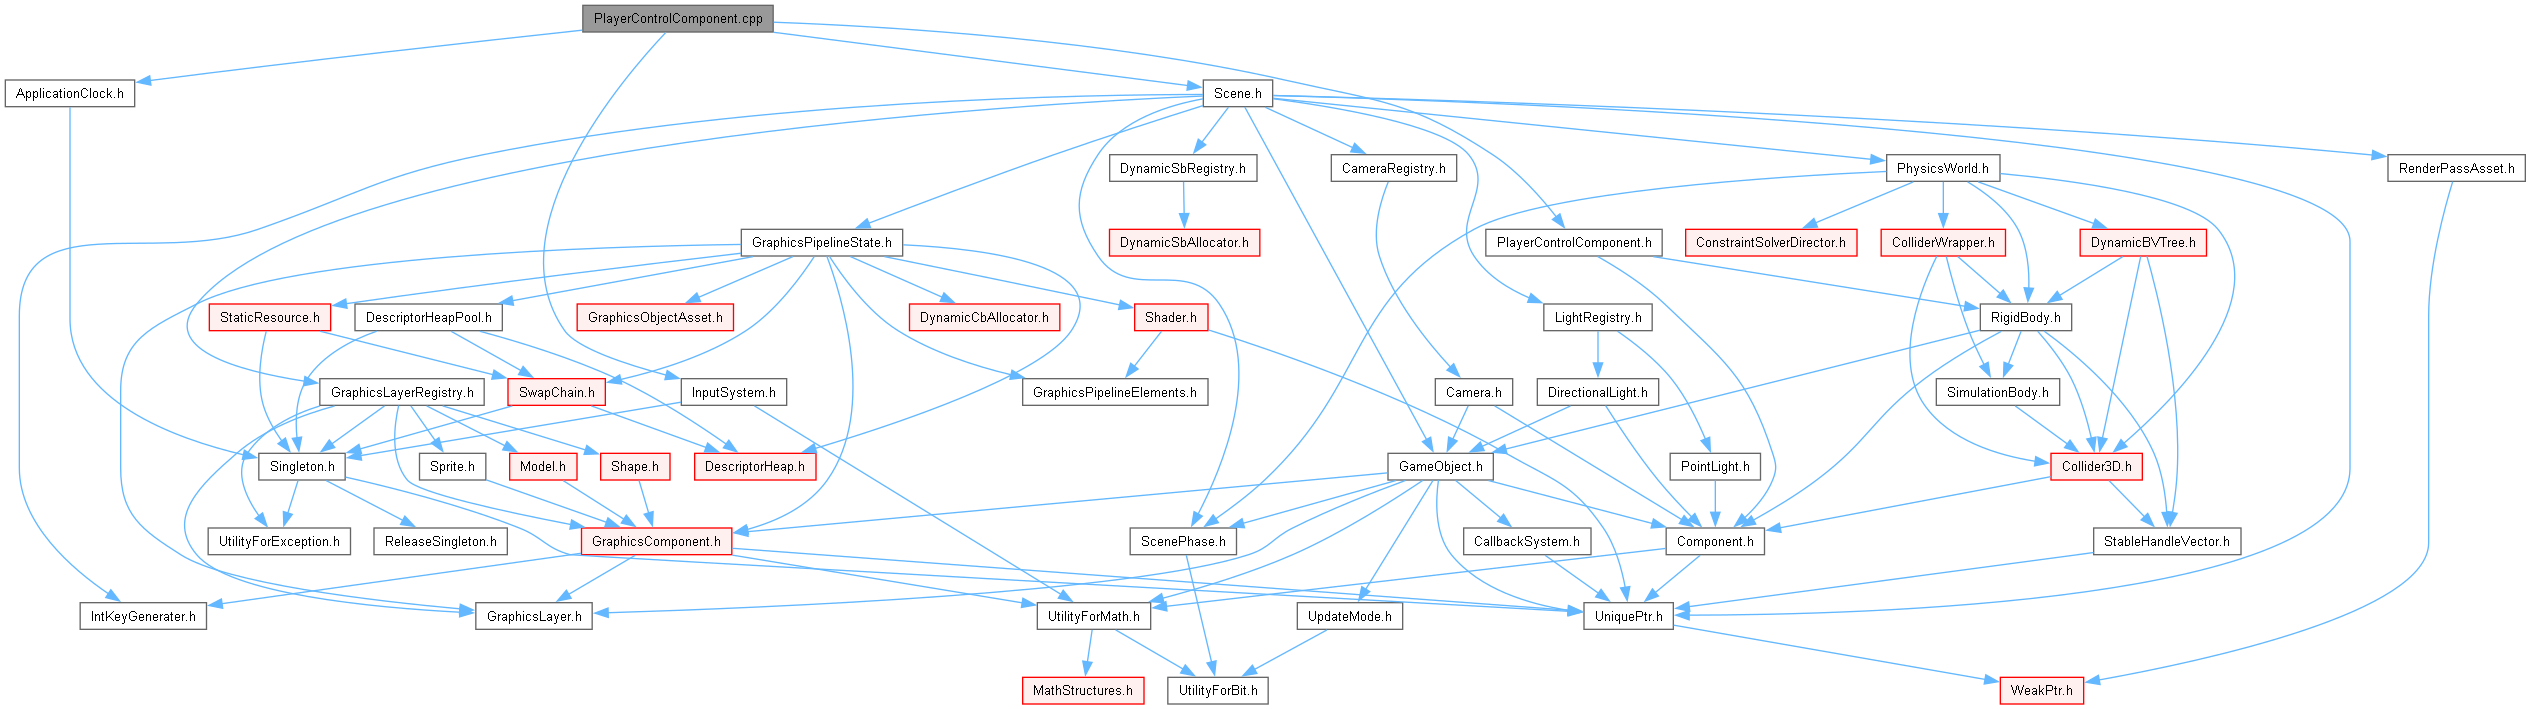 PlayerControlComponent.cpp
ApplicationClock.h
Scene.h
DynamicSbRegistry.h
CameraRegistry.h
PhysicsWorld.h
RenderPassAsset.h
GraphicsPipelineState.h
DynamicSbAllocator.h
PlayerControlComponent.h
ConstraintSolverDirector.h
ColliderWrapper.h
DynamicBVTree.h
StaticResource.h
DescriptorHeapPool.h
GraphicsObjectAsset.h
DynamicCbAllocator.h
Shader.h
LightRegistry.h
RigidBody.h
GraphicsLayerRegistry.h
SwapChain.h
InputSystem.h
GraphicsPipelineElements.h
Camera.h
DirectionalLight.h
SimulationBody.h
Singleton.h
Sprite.h
Model.h
Shape.h
DescriptorHeap.h
GameObject.h
PointLight.h
Collider3D.h
UtilityForException.h
ReleaseSingleton.h
GraphicsComponent.h
ScenePhase.h
CallbackSystem.h
Component.h
StableHandleVector.h
IntKeyGenerater.h
GraphicsLayer.h
UtilityForMath.h
UpdateMode.h
UniquePtr.h
MathStructures.h
UtilityForBit.h
WeakPtr.h